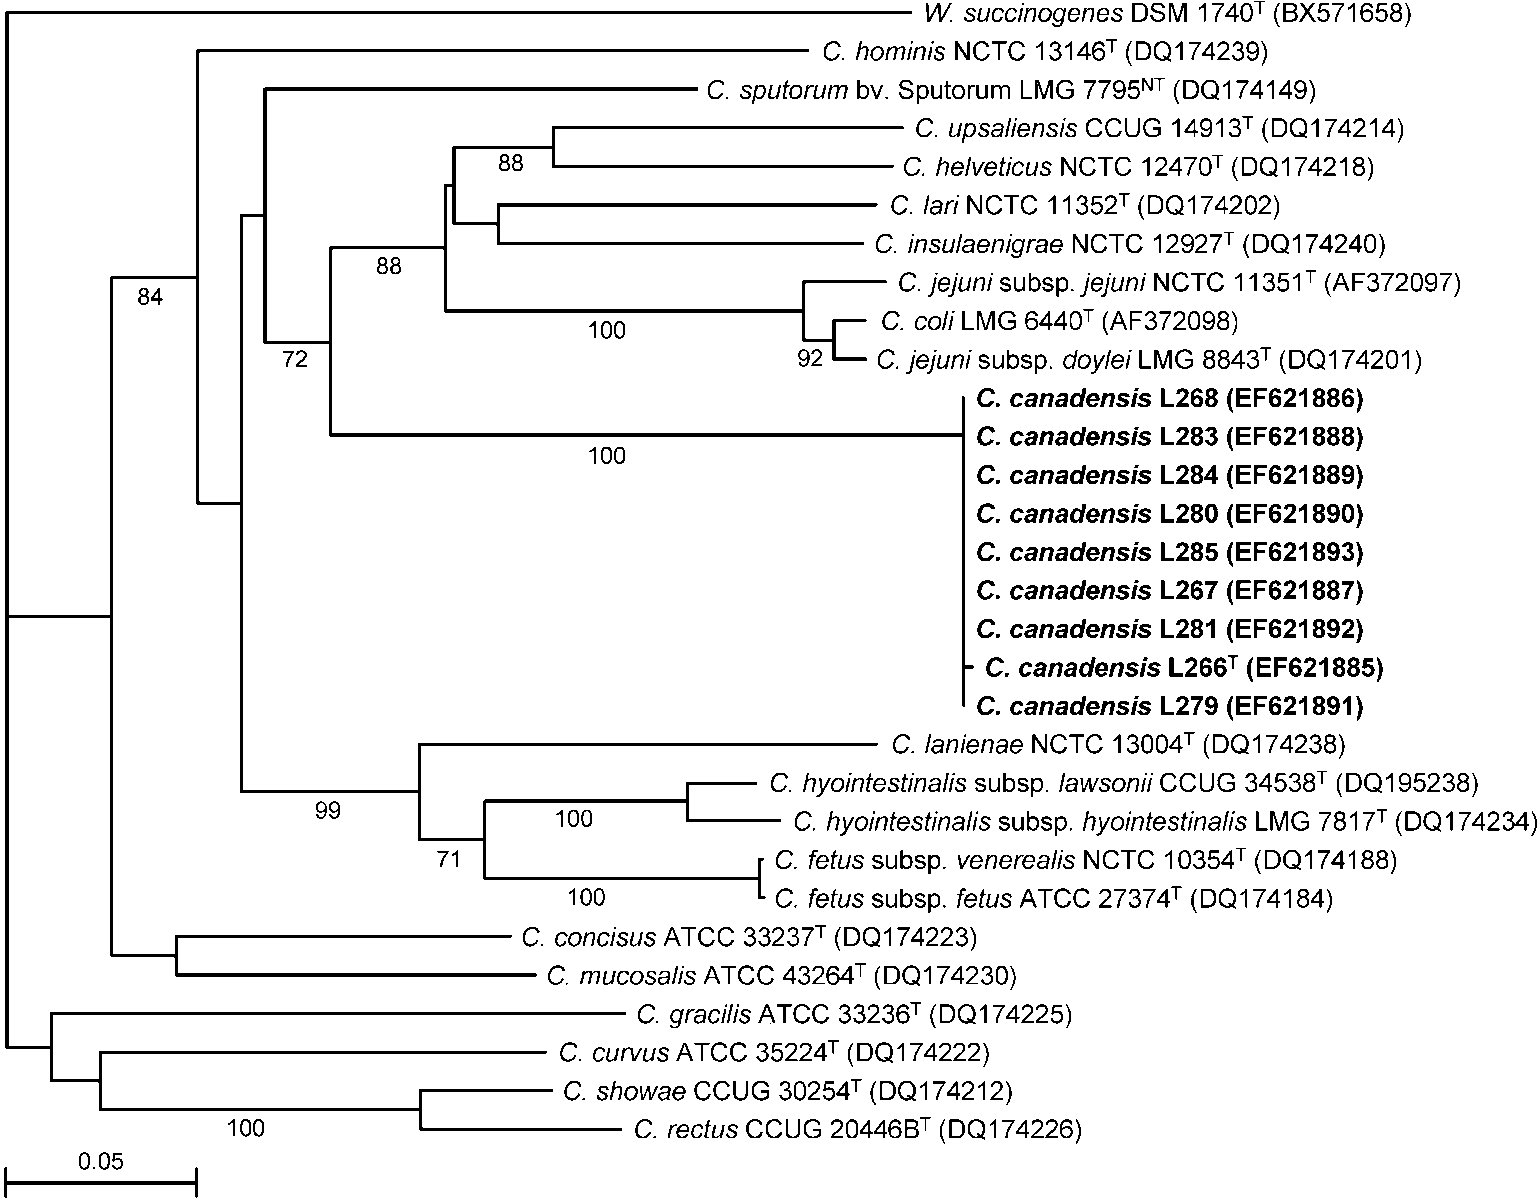 W. succinogenes DSM 1740ᵀ (BX571658)
C. hominis NCTC 13146ᵀ (DQ174239)
C. sputorum bv. Sputorum LMG 7795ᴺᵀ (DQ174149)
C. upsaliensis CCUG 14913ᵀ (DQ174214)
88
C. helveticus NCTC 12470ᵀ (DQ174218)
C. lari NCTC 11352ᵀ (DQ174202)
C. insulaenigrae NCTC 12927ᵀ (DQ174240)
88
C. jejuni subsp. jejuni NCTC 11351ᵀ (AF372097)
84
C. coli LMG 6440ᵀ (AF372098)
100
72
92
C. jejuni subsp. doylei LMG 8843ᵀ (DQ174201)
C. canadensis L268 (EF621886)
C. canadensis L283 (EF621888)
100
C. canadensis L284 (EF621889)
C. canadensis L280 (EF621890)
C. canadensis L285 (EF621893)
C. canadensis L267 (EF621887)
C. canadensis L281 (EF621892)
C. canadensis L266ᵀ (EF621885)
C. canadensis L279 (EF621891)
C. lanienae NCTC 13004ᵀ (DQ174238)
C. hyointestinalis subsp. lawsonii CCUG 34538ᵀ (DQ195238)
99
100
C. hyointestinalis subsp. hyointestinalis LMG 7817ᵀ (DQ174234)
71
C. fetus subsp. venerealis NCTC 10354ᵀ (DQ174188)
100
C. fetus subsp. fetus ATCC 27374ᵀ (DQ174184)
C. concisus ATCC 33237ᵀ (DQ174223)
C. mucosalis ATCC 43264ᵀ (DQ174230)
C. gracilis ATCC 33236ᵀ (DQ174225)
C. curvus ATCC 35224ᵀ (DQ174222)
C. showae CCUG 30254ᵀ (DQ174212)
100
C. rectus CCUG 20446Bᵀ (DQ174226)
0.05